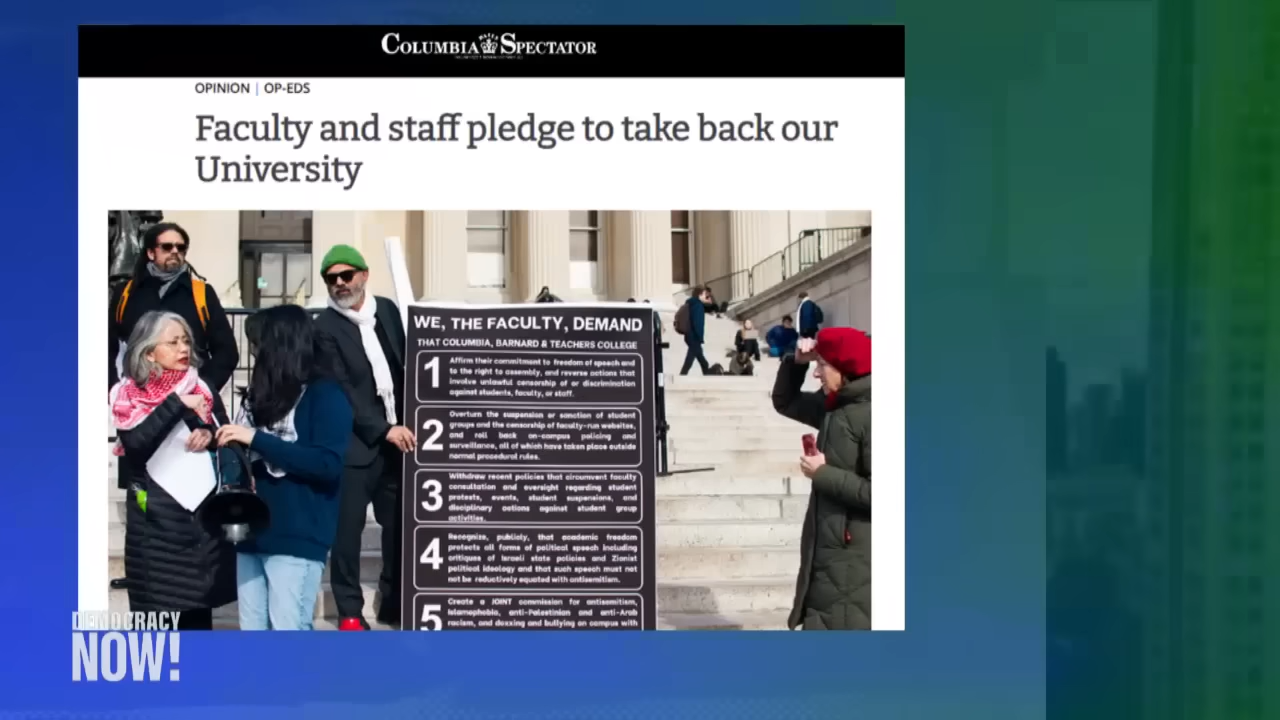 COLUMBIA SPECTATOR
OPINION | OP-EDS
Faculty and staff pledge to take back our
University
WE, THE FACULTY, DEMAND
THAT COLUMBIA, BARNARD & TEACHERS COLLEGE
1
Affirm their commitment to freedom of speech and
to the right to assembly, and reverse actions that
involve unlawful censorship of or discrimination
against students, faculty, or staff.
2
Overturn the suspension or sanction of student
groups and the censorship of faculty-run websites,
and roll back on-campus policing and
surveillance, all of which have taken place outside
normal procedural rules.
3
Withdraw recent policies that circumvent faculty
consultation and oversight regarding student
protests, events, student suspensions, and
disciplinary actions against student group
activities.
4
Recognize, publicly, that academic freedom
protects all forms of political speech including
critiques of Israeli state policies and Zionist
political ideology and that such speech must not
not be reductively equated with antisemitism.
5
Create a JOINT commission for antisemitism,
Islamophobia, anti-Palestinian and anti-Arab
racism, and doxxing and bullying on campus with
DEMOCRACY
NOW!